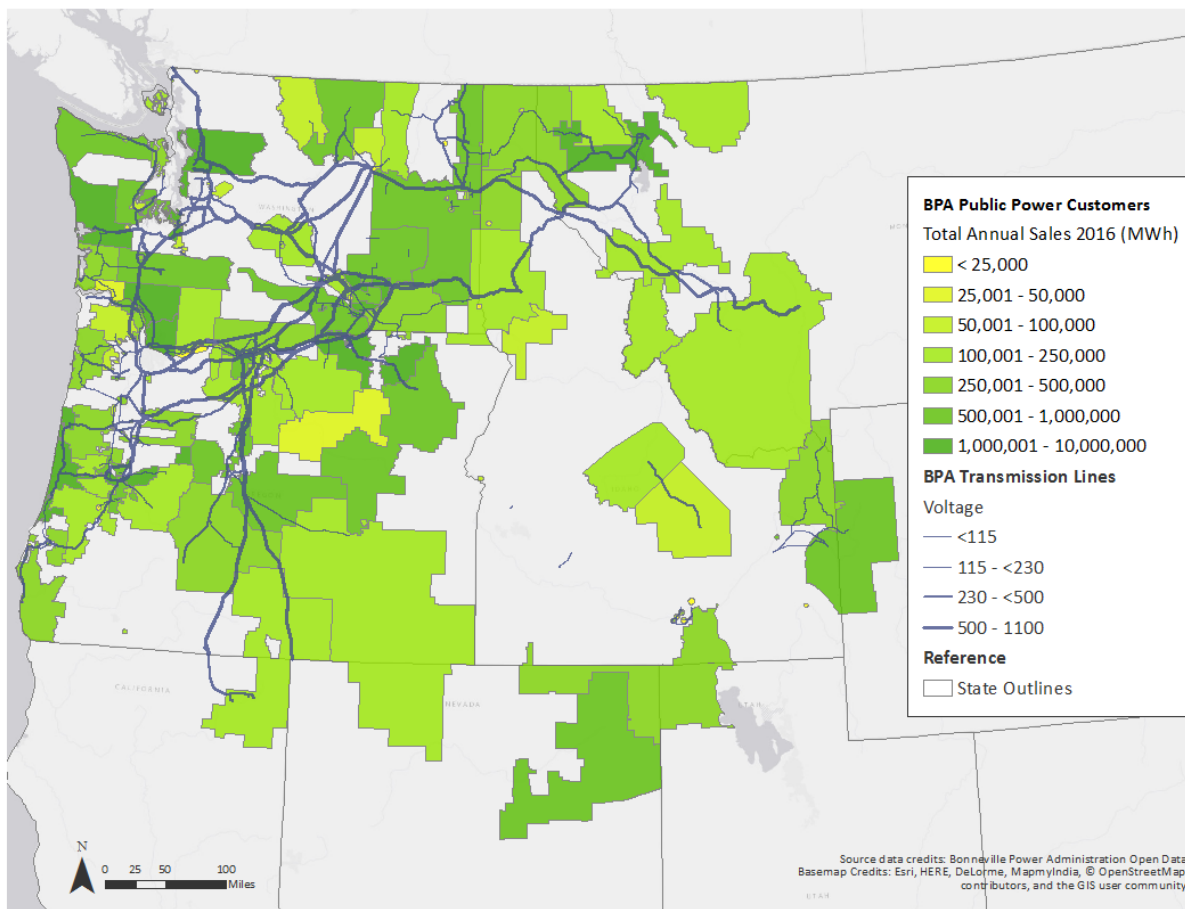 WASHINGTON
BPA Public Power Customers
Total Annual Sales 2016 (MWh)
< 25,000
25,001 - 50,000
50,001 - 100,000
100,001 - 250,000
250,001 - 500,000
500,001 - 1,000,000
1,000,001 - 10,000,000
BPA Transmission Lines
Voltage
<115
115 - <230
230 - <500
500 - 1100
Reference
State Outlines
CALIFORNIA
NEVADA
N
0 25 50 100
Miles
Source data credits: Bonneville Power Administration Open Data
Basemap Credits: Esri, HERE, DeLorme, MapmyIndia, © OpenStreetMap
contributors, and the GIS user community
UTAH